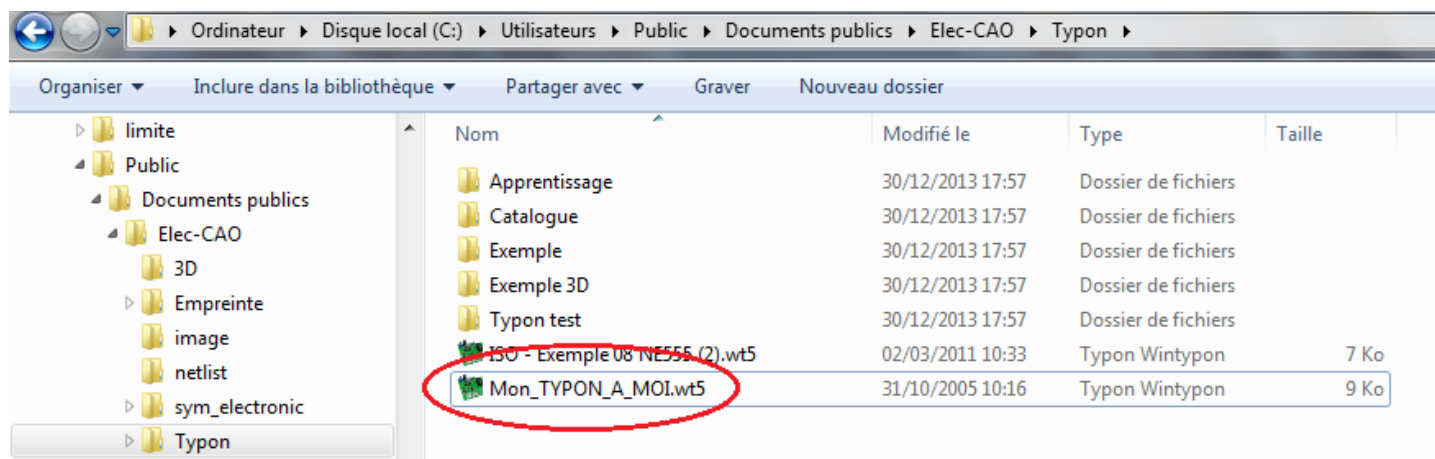 Ordinateur Disque local (C:) Utilisateurs Public Documents publics Elec-CAO Typon
Organiser Inclure dans la bibliothèque Partager avec Graver Nouveau dossier
limite
Public
Documents publics
Elec-CAO
3D
Empreinte
image
netlist
sym_electronic
Typon
Nom Modifié le Type Taille
Apprentissage 30/12/2013 17:57 Dossier de fichiers
Catalogue 30/12/2013 17:57 Dossier de fichiers
Exemple 30/12/2013 17:57 Dossier de fichiers
Exemple 3D 30/12/2013 17:57 Dossier de fichiers
Typon test 30/12/2013 17:57 Dossier de fichiers
ISO - Exemple 08 NE555 (2).wt5 02/03/2011 10:33 Typon Wintypon 7 Ko
Mon_TYPON_A_MOI.wt5 31/10/2005 10:16 Typon Wintypon 9 Ko